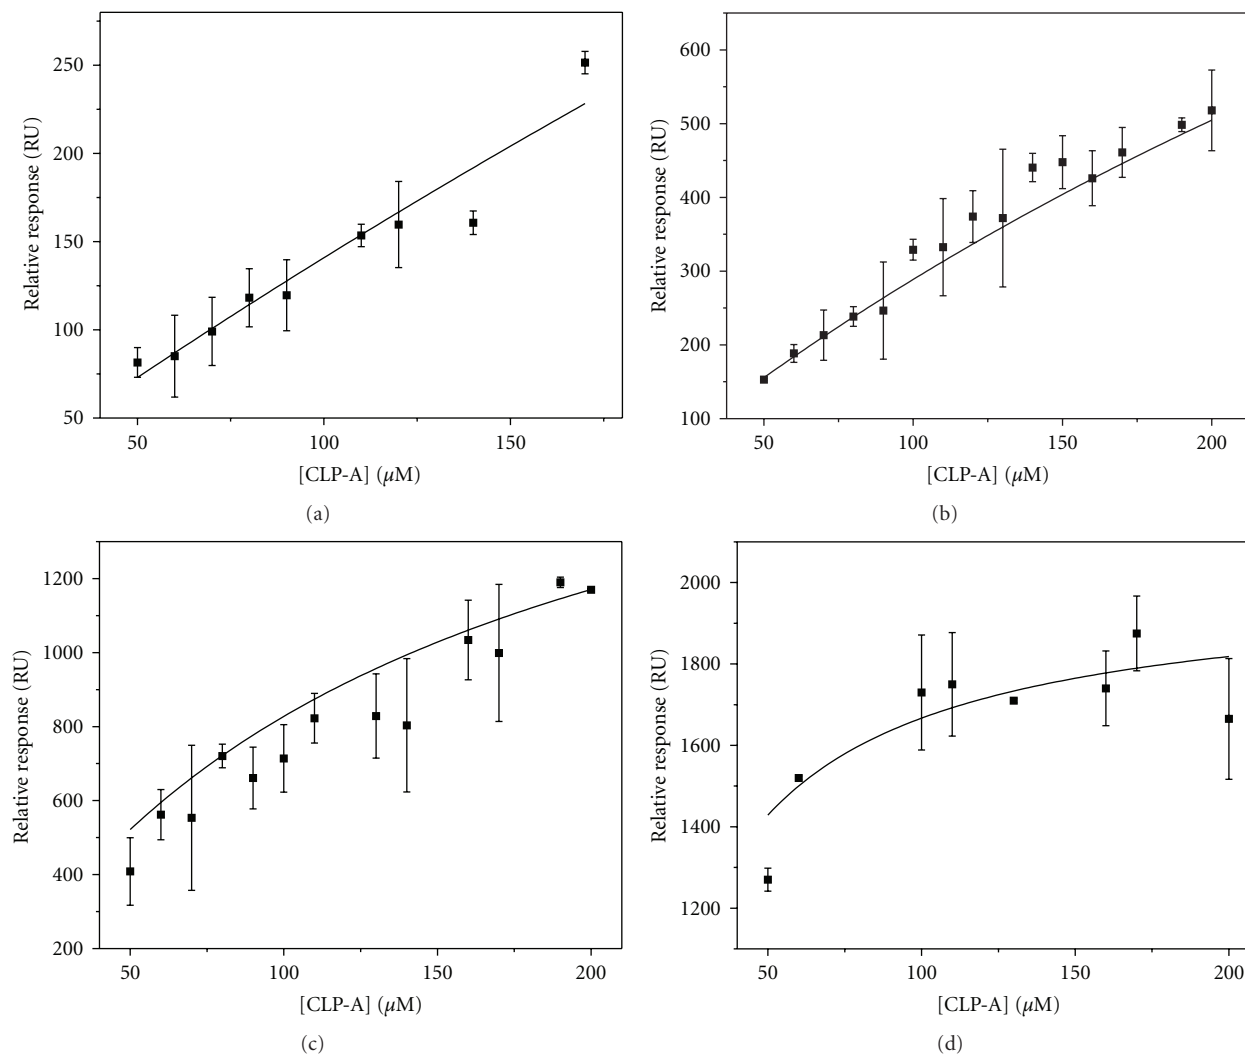 250
200
150
100
50
Relative response (RU)
50 100 150
[CLP-A] (μM)
(a)
600
500
400
300
200
100
Relative response (RU)
50 100 150 200
[CLP-A] (μM)
(b)
1200
1000
800
600
400
200
Relative response (RU)
50 100 150 200
[CLP-A] (μM)
(c)
2000
1800
1600
1400
1200
Relative response (RU)
50 100 150 200
[CLP-A] (μM)
(d)